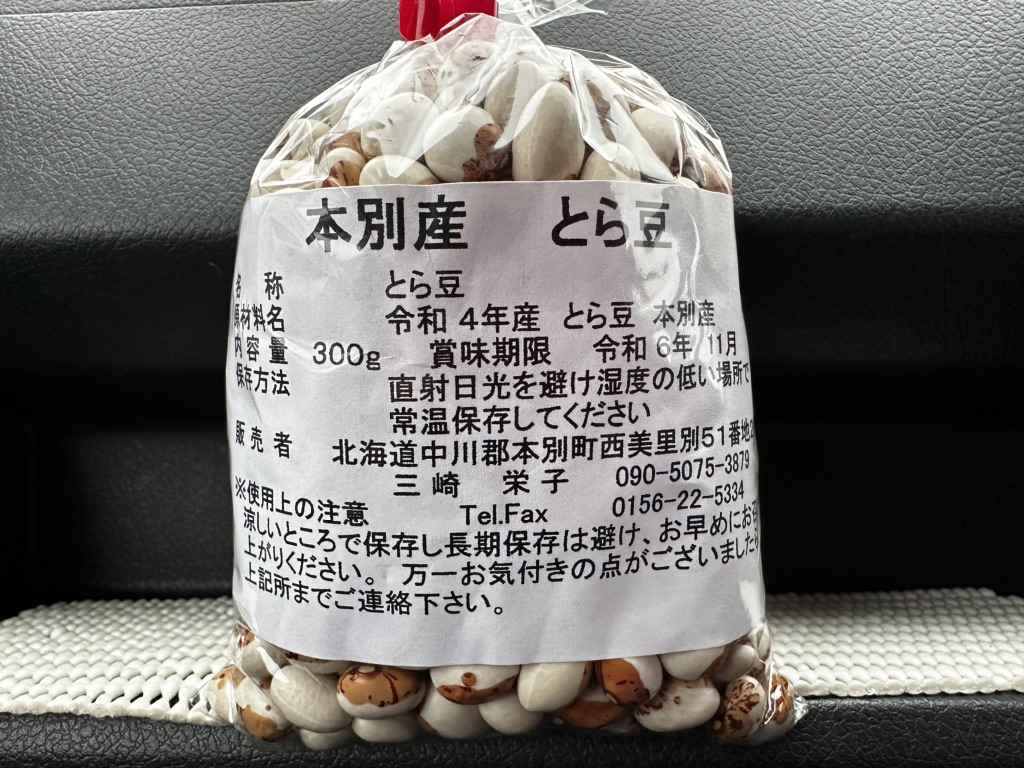 本別産 とら豆
名 称 とら豆
原材料名 令和 4年産 とら豆 本別産
内容量 300g 賞味期限 令和 6年 11月
保存方法 直射日光を避け湿度の低い場所で
常温保存してください
販売者 北海道中川郡本別町西美里別51番地2
三崎 栄子 090-5075-3879
Tel.Fax 0156-22-5334
※使用上の注意
涼しいところで保存し長期保存は避け、お早めにお召
上がりください。 万一お気付きの点がございましたら
上記所までご連絡下さい。